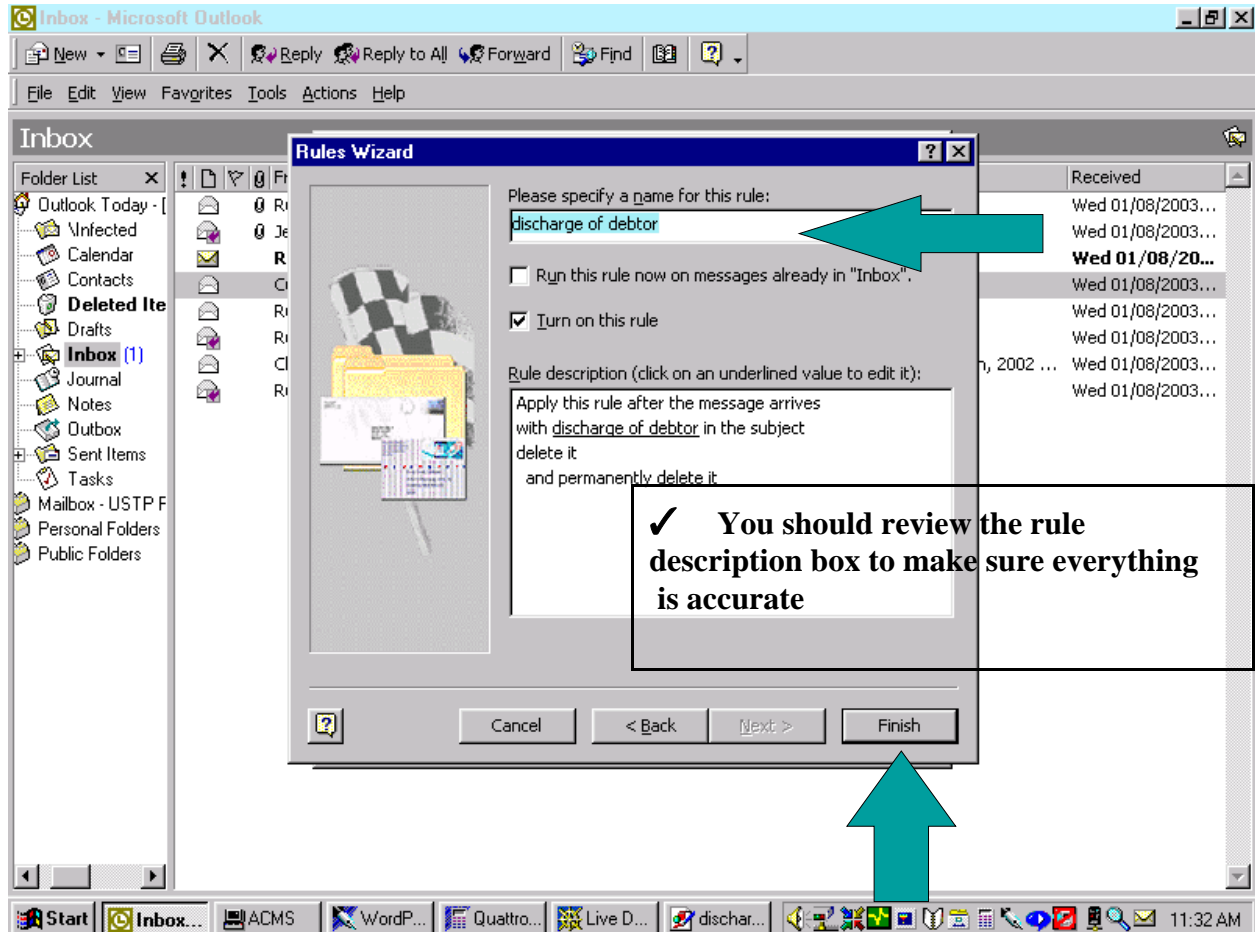 Inbox - Microsoft Outlook
New Reply Reply to All Forward Find
File Edit View Favorites Tools Actions Help
Inbox
Folder List
Outlook Today - [
\Infected
Calendar
Contacts
Deleted Ite
Drafts
Inbox (1)
Journal
Notes
Outbox
Sent Items
Tasks
Mailbox - USTP F
Personal Folders
Public Folders
Received
Wed 01/08/2003...
Wed 01/08/2003...
Wed 01/08/20...
Wed 01/08/2003...
Wed 01/08/2003...
Wed 01/08/2003...
n, 2002 ... Wed 01/08/2003...
Wed 01/08/2003...
Rules Wizard
Please specify a name for this rule:
discharge of debtor
Run this rule now on messages already in "Inbox".
Turn on this rule
Rule description (click on an underlined value to edit it):
Apply this rule after the message arrives
with discharge of debtor in the subject
delete it
and permanently delete it
✓ You should review the rule
description box to make sure everything
is accurate
Cancel < Back Next > Finish
Start Inbox... ACMS WordP... Quattro... Live D... dischar... 11:32 AM